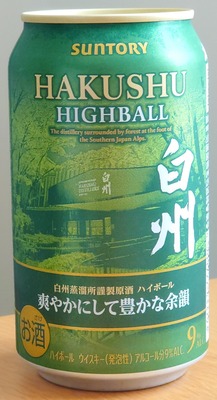 SUNTORY
HAKUSHU
HIGHBALL
The distillery surrounded by forest at the foot of
the Southern Japan Alps.
白州
白州蒸溜所謹製原酒 ハイボール
爽やかにして豊かな余韻
お酒
9%
ハイボール ウイスキー(発泡性) アルコール分9%